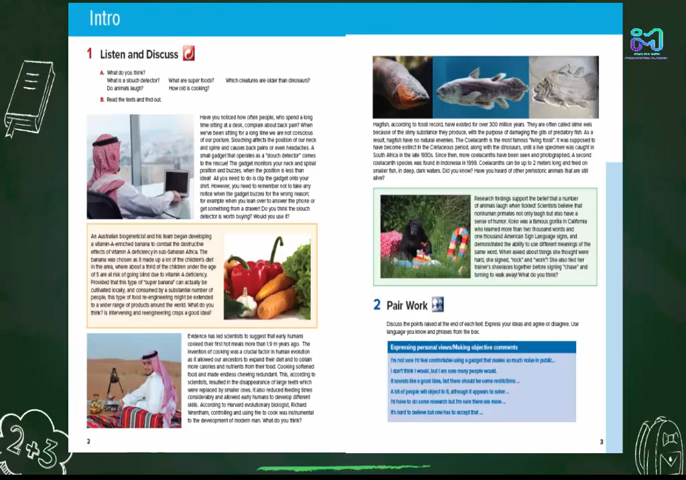 Intro
1 Listen and Discuss
A. What do you think?
What is a slouch detector? What are super foods? Which creatures are older than dinosaurs?
Do animals laugh? How old is cooking?
B. Read the texts and find out.
Have you noticed how often people, who spend a long
time sitting at a desk, complain about back pain? When
we've been sitting for a long time we are not conscious
of our posture. Slouching affects the position of our neck
and spine and causes back pains or even headaches. A
small gadget that operates as a "slouch detector" comes
to the rescue! The gadget monitors your neck and spinal
position and buzzes, when the position is less than
ideal! All you need to do is clip the gadget onto your
shirt. However, you need to remember not to take any
notice when the gadget buzzes for the wrong reason;
for example when you lean over to answer the phone or
get something from a drawer! Do you think the slouch
detector is worth buying? Would you use it?
An Australian biogeneticist and his team began developing
a vitamin A-enriched banana to combat the destructive
effects of vitamin A deficiency in sub-Saharan Africa. The
banana was chosen as it made up a lot of the children's diet
in the area, where about a third of the children under the age
of 5 are at risk of going blind due to vitamin A deficiency.
Provided that this type of "super banana" can actually be
cultivated locally, and consumed by a substantial number of
people, this type of food re-engineering might be extended
to a wider range of products around the world. What do you
think? Is intervening and reengineering crops a good idea?
Evidence has led scientists to suggest that early humans
cooked their first hot meals more than 1.9 m years ago. The
invention of cooking was a crucial factor in human evolution
as it allowed our ancestors to expand their diet and to obtain
more calories and nutrients from their food. Cooking softened
food and made endless chewing redundant. This, according to
scientists, resulted in the disappearance of large teeth which
were replaced by smaller ones. It also reduced feeding times
considerably and allowed early humans to develop different
skills. According to Harvard evolutionary biologist, Richard
Wrentham, controlling and using fire to cook was instrumental
to the development of modern man. What do you think?
2
Hagfish, according to fossil record, have existed for over 300 million years. They are often called slime eels
because of the slimy substance they produce, with the purpose of damaging the gills of predatory fish. As a
result, hagfish have no natural enemies. The Coelacanth is the most famous "living fossil". It was supposed to
have become extinct in the Cretaceous period, along with the dinosaurs, until a live specimen was caught in
South Africa in the late 1930s. Since then, more coelacanths have been seen and photographed. A second
coelacanth species was found in Indonesia in 1999. Coelacanths can be up to 2 meters long and feed on
smaller fish in deep, dark waters. Did you know? Have you heard of other prehistoric animals that are still
alive?
Research findings support the belief that a number
of animals laugh when tickled! Scientists believe that
nonhuman primates not only laugh but also have a
sense of humor. Koko was a famous gorilla in California
who learned more than two thousand words and
one thousand American Sign Language signs, and
demonstrated the ability to use different meanings of the
same word. When asked about things she thought were
hard, she signed, "rock" and "work"! She also tied her
trainer's shoelaces together before signing "chase" and
turning to walk away! What do you think?
2 Pair Work
Discuss the points raised at the end of each text. Express your ideas and agree or disagree. Use
language you know and phrases from the box.
Expressing personal views/Making objective comments
I'm not sure I'd feel comfortable using a gadget that makes so much noise in public...
I don't think I would, but I am sure many people would.
It sounds like a good idea, but there should be some restrictions ...
A lot of people will object to it, although it appears to solve ...
I'd have to do some research but I'm sure there are more ...
It's hard to believe but one has to accept that ...
3
2+3